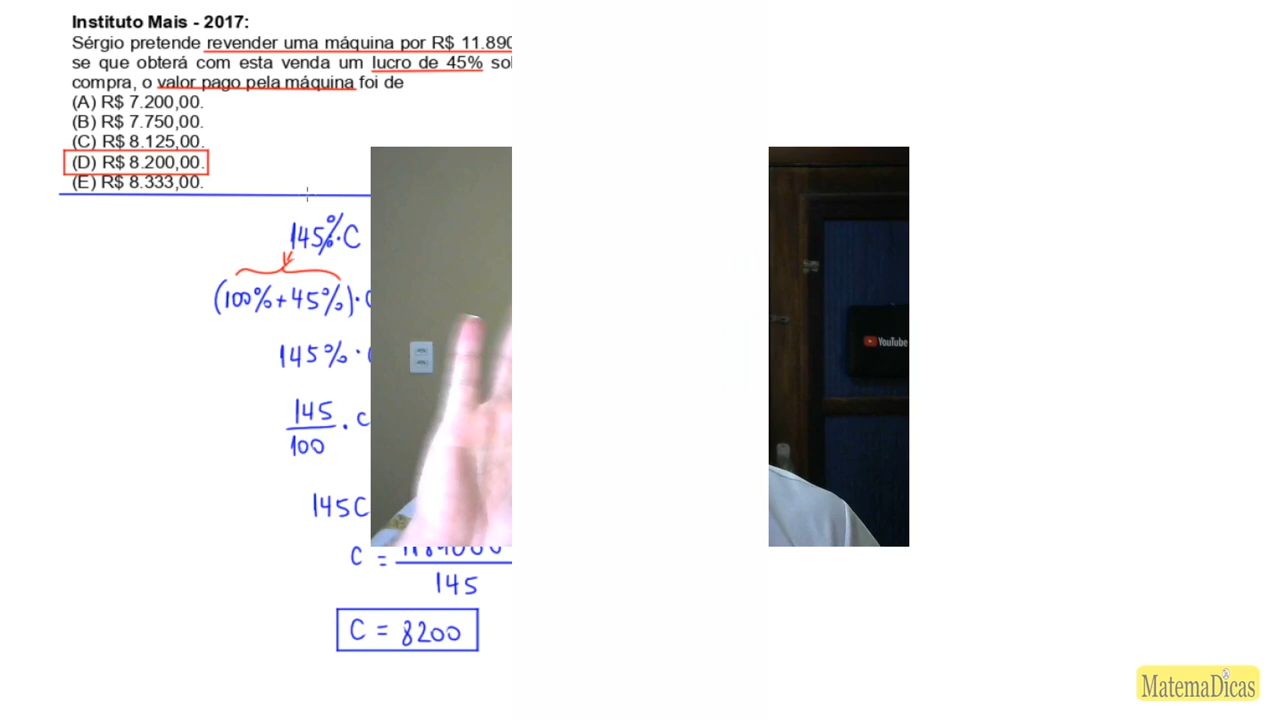 Instituto Mais - 2017:
Sérgio pretende revender uma máquina por R$ 11.890
se que obterá com esta venda um lucro de 45%
compra, o valor pago pela máquina foi de
(A) R$ 7.200,00.
(B) R$ 7.750,00.
(C) R$ 8.125,00.
(D) R$ 8.200,00.
(E) R$ 8.333,00.
145%·C
(100%+45%)·
145%·
145/100 · C
YouTube
145C
C = /145
C = 8200
MatemaDicas